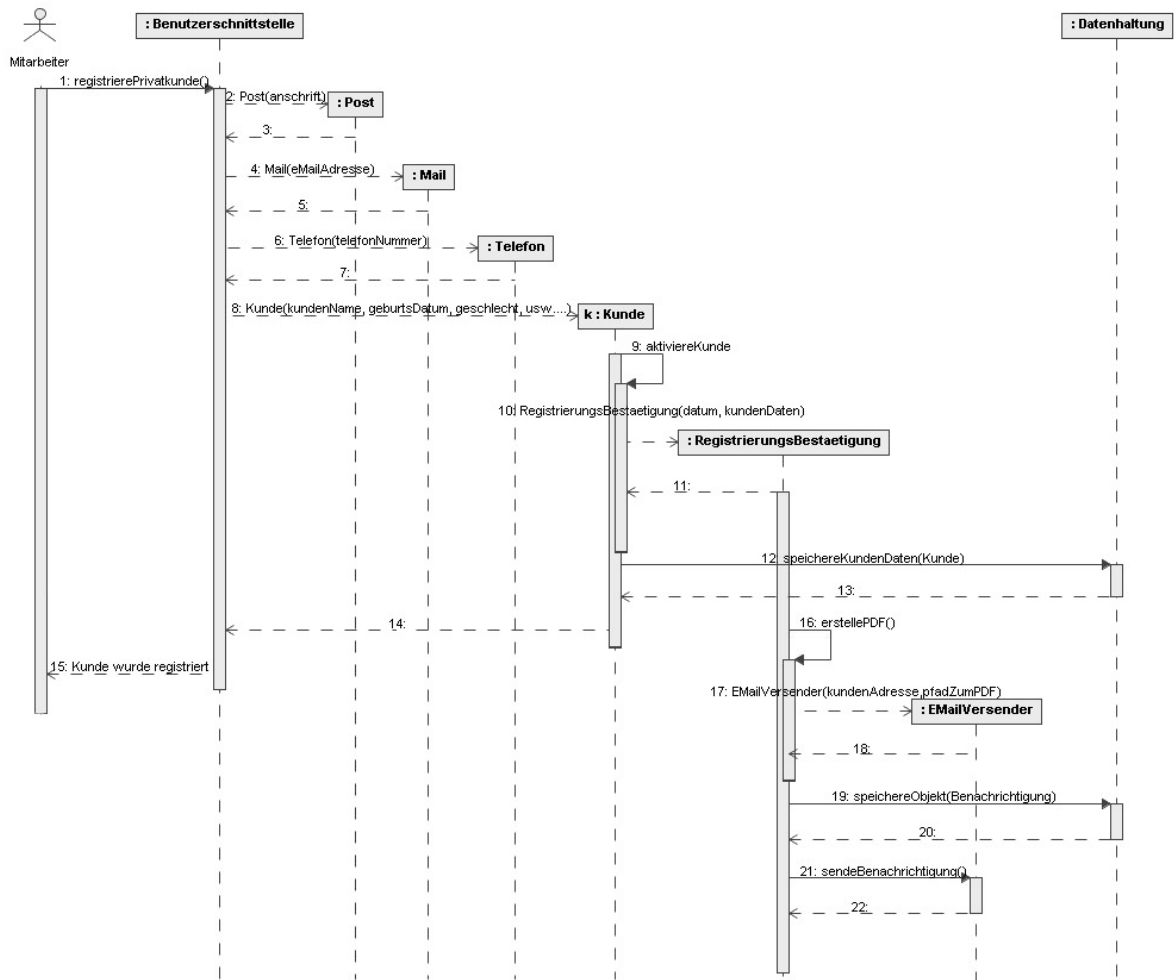 : Benutzerschnittstelle
: Datenhaltung
Mitarbeiter
1: registrierePrivatkunde()
2: Post(anschrift)
: Post
3:
4: Mail(eMailAdresse)
: Mail
5:
6: Telefon(telefonNummer)
: Telefon
7:
8: Kunde(kundenName, geburtsDatum, geschlecht, usw....)
k : Kunde
9: aktiviereKunde
10: RegistrierungsBestaetigung(datum, kundenDaten)
: RegistrierungsBestaetigung
11:
12: speichereKundenDaten(Kunde)
13:
14:
16: erstellePDF()
15: Kunde wurde registriert
17: EMailVersender(kundenAdresse,pfadZumPDF)
: EMailVersender
18:
19: speichereObjekt(Benachrichtigung)
20:
21: sendeBenachrichtigung()
22: